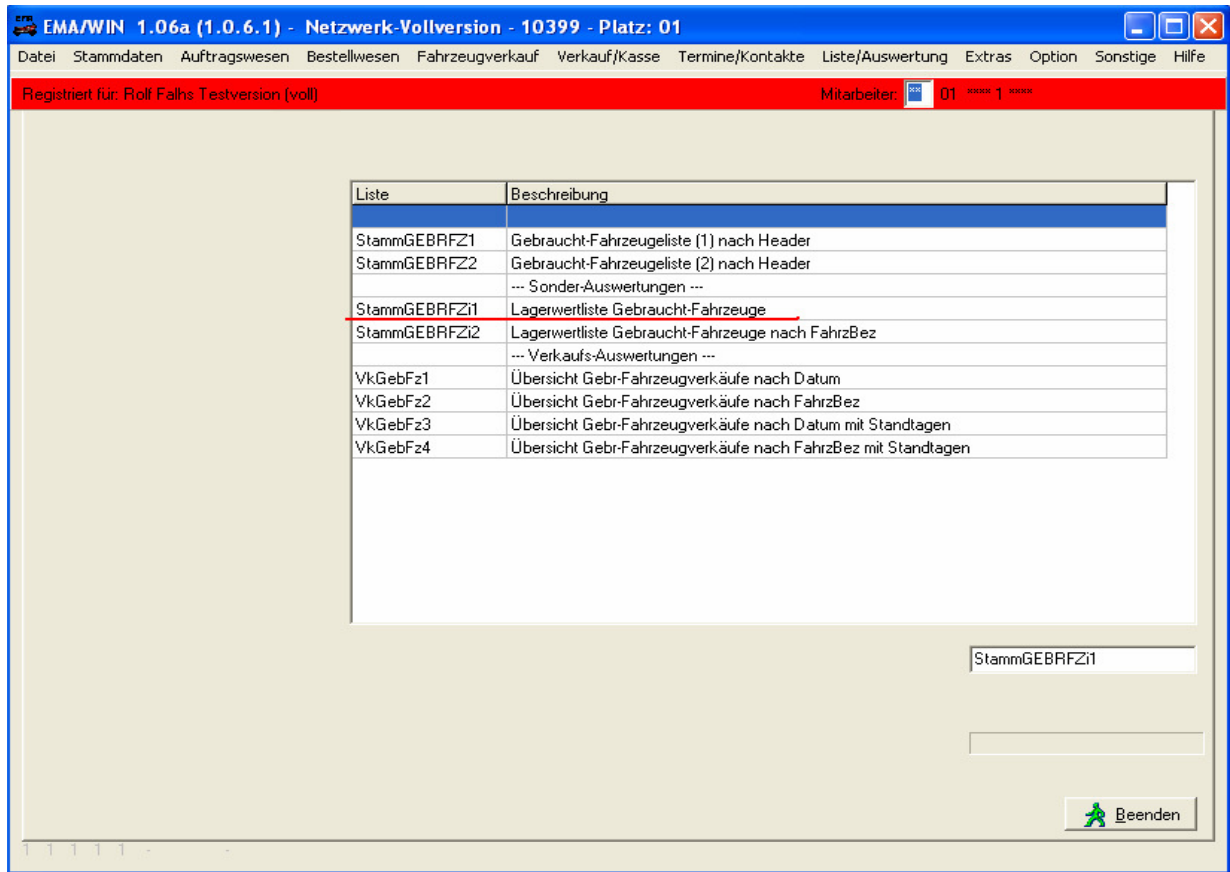 EMA/WIN 1.06a (1.0.6.1) - Netzwerk-Vollversion - 10399 - Platz: 01
Datei Stammdaten Auftragswesen Bestellwesen Fahrzeugverkauf Verkauf/Kasse Termine/Kontakte Liste/Auswertung Extras Option Sonstige Hilfe
Registriert für: Rolf Falhs Testversion (voll) Mitarbeiter: ** 01 **** 1 ****
Liste Beschreibung
StammGEBRFZ1 Gebraucht-Fahrzeugeliste (1) nach Header
StammGEBRFZ2 Gebraucht-Fahrzeugeliste (2) nach Header
--- Sonder-Auswertungen ---
StammGEBRFZi1 Lagerwertliste Gebraucht-Fahrzeuge
StammGEBRFZi2 Lagerwertliste Gebraucht-Fahrzeuge nach FahrzBez
--- Verkaufs-Auswertungen ---
VkGebFz1 Übersicht Gebr-Fahrzeugverkäufe nach Datum
VkGebFz2 Übersicht Gebr-Fahrzeugverkäufe nach FahrzBez
VkGebFz3 Übersicht Gebr-Fahrzeugverkäufe nach Datum mit Standtagen
VkGebFz4 Übersicht Gebr-Fahrzeugverkäufe nach FahrzBez mit Standtagen
StammGEBRFZi1
Beenden
1 1 1 1 1 - -